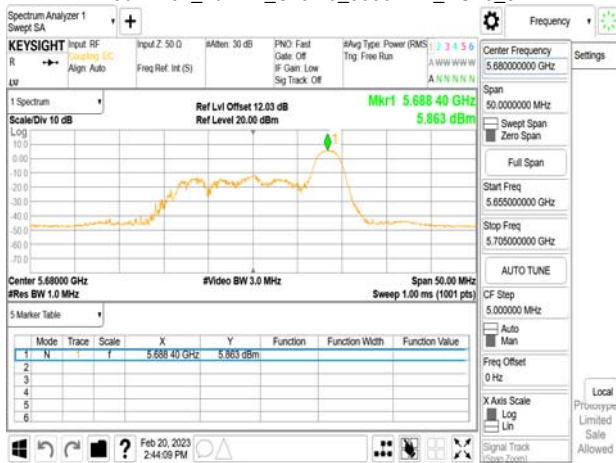 Spectrum Analyzer 1
Swept SA
+
Frequency
KEYSIGHT
R
LXI
Input: RF
Coupling: DC
Align: Auto
Input Z: 50 Ω
Freq Ref: Int (S)
#Atten: 30 dB
PNO: Fast
Gate: Off
IF Gain: Low
Sig Track: Off
#Avg Type: Power (RMS
Trig: Free Run
1 2 3 4 5 6
A W W W W W
A N N N N N
Center Frequency
5.680000000 GHz
Settings
Span
50.0000000 MHz
Swept Span
Zero Span
Full Span
Start Freq
5.655000000 GHz
Stop Freq
5.705000000 GHz
AUTO TUNE
CF Step
5.000000 MHz
Auto
Man
Freq Offset
0 Hz
X Axis Scale
Log
Lin
Signal Track
(Span Zoom)
Local
Prototype
Limited
Sale
Allowed
1 Spectrum
Scale/Div 10 dB
Ref Lvl Offset 12.03 dB
Ref Level 20.00 dBm
Mkr1 5.688 40 GHz
5.863 dBm
Log
10.0
0.00
-10.0
-20.0
-30.0
-40.0
-50.0
-60.0
-70.0
1
Center 5.68000 GHz
#Res BW 1.0 MHz
#Video BW 3.0 MHz
Span 50.00 MHz
Sweep 1.00 ms (1001 pts)
5 Marker Table
Mode Trace Scale X Y Function Function Width Function Value
1 N 1 f 5.688 40 GHz 5.863 dBm
2
3
4
5
6
?
Feb 20, 2023
2:44:09 PM